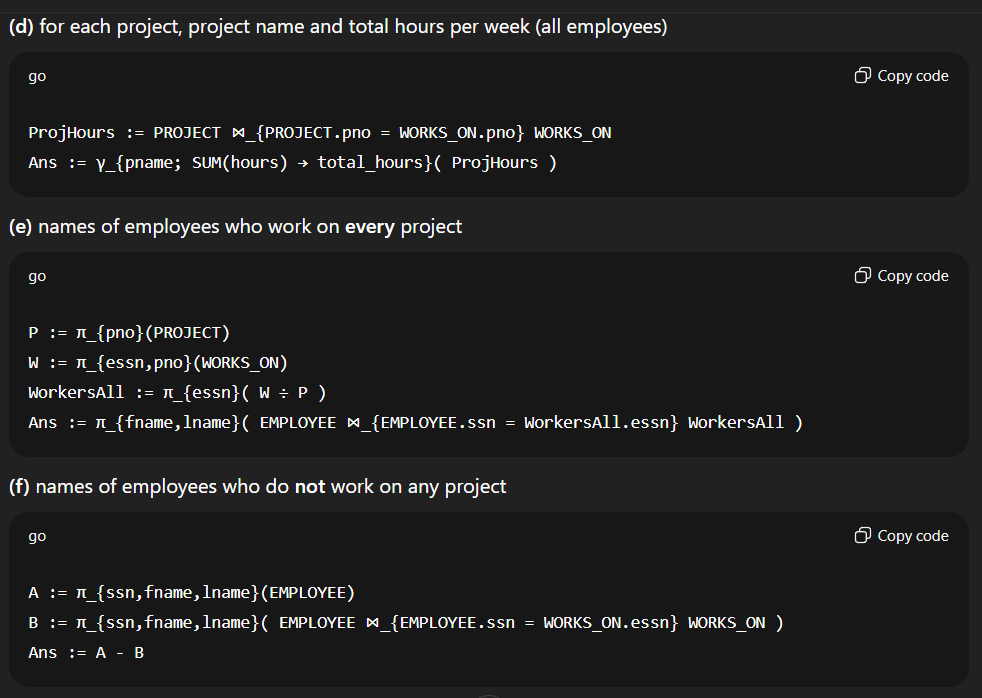 (d) for each project, project name and total hours per week (all employees)
go
Copy code
ProjHours := PROJECT ⋈_{PROJECT.pno = WORKS_ON.pno} WORKS_ON
Ans := γ_{pname; SUM(hours) → total_hours}( ProjHours )
(e) names of employees who work on every project
go
Copy code
P := π_{pno}(PROJECT)
W := π_{essn,pno}(WORKS_ON)
WorkersAll := π_{essn}( W ÷ P )
Ans := π_{fname,lname}( EMPLOYEE ⋈_{EMPLOYEE.ssn = WorkersAll.essn} WorkersAll )
(f) names of employees who do not work on any project
go
Copy code
A := π_{ssn,fname,lname}(EMPLOYEE)
B := π_{ssn,fname,lname}( EMPLOYEE ⋈_{EMPLOYEE.ssn = WORKS_ON.essn} WORKS_ON )
Ans := A - B